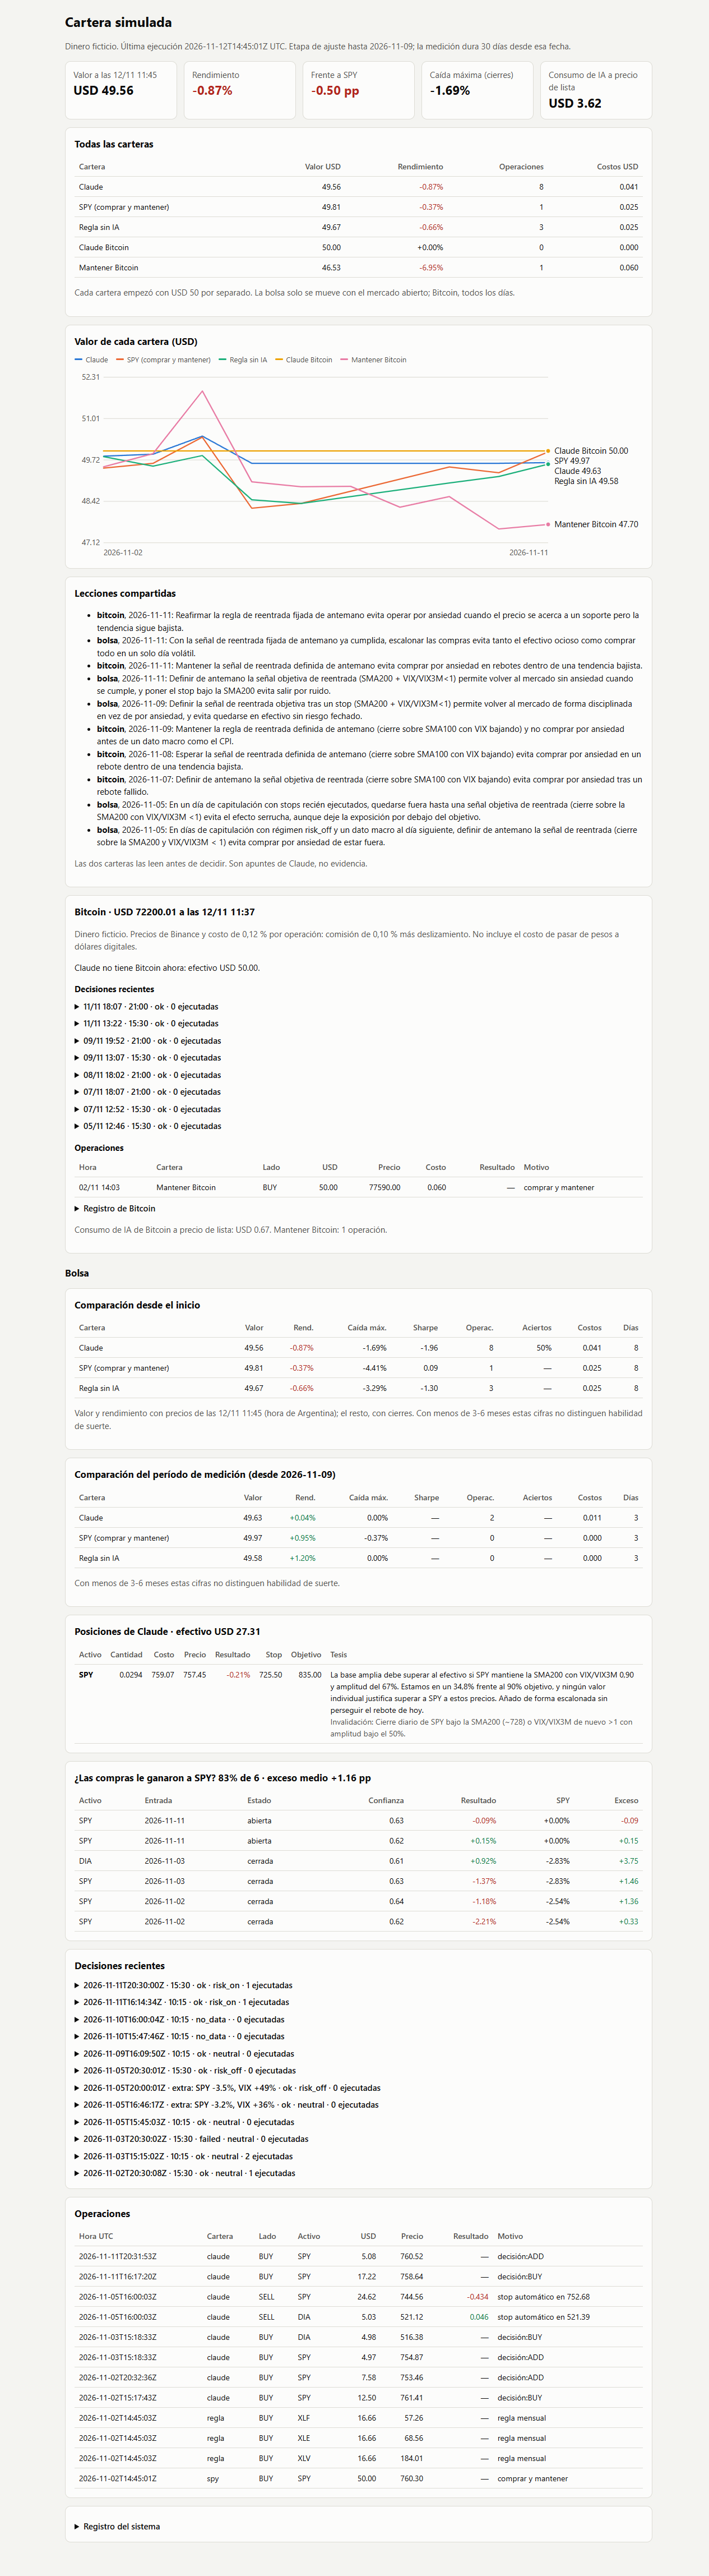 Cartera simulada
Dinero ficticio. Última ejecución 2026-11-12T14:45:01Z UTC. Etapa de ajuste hasta 2026-11-09; la medición dura 30 días desde esa fecha.
Valor a las 12/11 11:45
USD 49.56
Rendimiento
-0.87%
Frente a SPY
-0.50 pp
Caída máxima (cierres)
-1.69%
Consumo de IA a precio
de lista
USD 3.62
Todas las carteras
Cartera Valor USD Rendimiento Operaciones Costos USD
Claude 49.56 -0.87% 8 0.041
SPY (comprar y mantener) 49.81 -0.37% 1 0.025
Regla sin IA 49.67 -0.66% 3 0.025
Claude Bitcoin 50.00 +0.00% 0 0.000
Mantener Bitcoin 46.53 -6.95% 1 0.060
Cada cartera empezó con USD 50 por separado. La bolsa solo se mueve con el mercado abierto; Bitcoin, todos los días.
Valor de cada cartera (USD)
Claude SPY (comprar y mantener) Regla sin IA Claude Bitcoin Mantener Bitcoin
52.31
51.01
49.72
48.42
47.12
Claude Bitcoin 50.00
SPY 49.97
Claude 49.63
Regla sin IA 49.58
Mantener Bitcoin 47.70
2026-11-02 2026-11-11
Lecciones compartidas
• bitcoin, 2026-11-11: Reafirmar la regla de reentrada fijada de antemano evita operar por ansiedad cuando el precio se acerca a un soporte pero la
tendencia sigue bajista.
• bolsa, 2026-11-11: Con la señal de reentrada fijada de antemano ya cumplida, escalonar las compras evita tanto el efectivo ocioso como comprar
todo en un solo día volátil.
• bitcoin, 2026-11-11: Mantener la señal de reentrada definida de antemano evita comprar por ansiedad en rebotes dentro de una tendencia bajista.
• bolsa, 2026-11-11: Definir de antemano la señal objetiva de reentrada (SMA200 + VIX/VIX3M<1) permite volver al mercado sin ansiedad cuando
se cumple, y poner el stop bajo la SMA200 evita salir por ruido.
• bolsa, 2026-11-09: Definir la señal de reentrada objetiva tras un stop (SMA200 + VIX/VIX3M<1) permite volver al mercado de forma disciplinada
en vez de por ansiedad, y evita quedarse en efectivo sin riesgo fechado.
• bitcoin, 2026-11-09: Mantener la regla de reentrada definida de antemano (cierre sobre SMA100 con VIX bajando) y no comprar por ansiedad
antes de un dato macro como el CPI.
• bitcoin, 2026-11-08: Esperar la señal de reentrada definida de antemano (cierre sobre SMA100 con VIX bajando) evita comprar por ansiedad en un
rebote dentro de una tendencia bajista.
• bitcoin, 2026-11-07: Definir de antemano la señal objetiva de reentrada (cierre sobre SMA100 con VIX bajando) evita comprar por ansiedad tras un
rebote fallido.
• bolsa, 2026-11-05: En un día de capitulación con stops recién ejecutados, quedarse fuera hasta una señal objetiva de reentrada (cierre sobre la
SMA200 con VIX/VIX3M <1) evita el efecto serrucho, aunque deje la exposición por debajo del objetivo.
• bolsa, 2026-11-05: En días de capitulación con régimen risk_off y un dato macro al día siguiente, definir de antemano la señal de reentrada (cierre
sobre la SMA200 y VIX/VIX3M < 1) evita comprar por ansiedad de estar fuera.
Las dos carteras las leen antes de decidir. Son apuntes de Claude, no evidencia.
Bitcoin · USD 72200.01 a las 12/11 11:37
Dinero ficticio. Precios de Binance y costo de 0,12 % por operación: comisión de 0,10 % más deslizamiento. No incluye el costo de pasar de pesos a
dólares digitales.
Claude no tiene Bitcoin ahora: efectivo USD 50.00.
Decisiones recientes
▶ 11/11 18:07 · 21:00 · ok · 0 ejecutadas
▶ 11/11 13:22 · 15:30 · ok · 0 ejecutadas
▶ 09/11 19:52 · 21:00 · ok · 0 ejecutadas
▶ 09/11 13:07 · 15:30 · ok · 0 ejecutadas
▶ 08/11 18:02 · 21:00 · ok · 0 ejecutadas
▶ 07/11 18:07 · 21:00 · ok · 0 ejecutadas
▶ 07/11 12:52 · 15:30 · ok · 0 ejecutadas
▶ 05/11 12:46 · 15:30 · ok · 0 ejecutadas
Operaciones
Hora Cartera Lado USD Precio Costo Resultado Motivo
02/11 14:03 Mantener Bitcoin BUY 50.00 77590.00 0.060 — comprar y mantener
▶ Registro de Bitcoin
Consumo de IA de Bitcoin a precio de lista: USD 0.67. Mantener Bitcoin: 1 operación.
Bolsa
Comparación desde el inicio
Cartera Valor Rend. Caída máx. Sharpe Operac. Aciertos Costos Días
Claude 49.56 -0.87% -1.69% -1.96 8 50% 0.041 8
SPY (comprar y mantener) 49.81 -0.37% -4.41% 0.09 1 — 0.025 8
Regla sin IA 49.67 -0.66% -3.29% -1.30 3 — 0.025 8
Valor y rendimiento con precios de las 12/11 11:45 (hora de Argentina); el resto, con cierres. Con menos de 3-6 meses estas cifras no distinguen habilidad
de suerte.
Comparación del período de medición (desde 2026-11-09)
Cartera Valor Rend. Caída máx. Sharpe Operac. Aciertos Costos Días
Claude 49.63 +0.04% 0.00% — 2 — 0.011 3
SPY (comprar y mantener) 49.97 +0.95% -0.37% — 0 — 0.000 3
Regla sin IA 49.58 +1.20% 0.00% — 0 — 0.000 3
Con menos de 3-6 meses estas cifras no distinguen habilidad de suerte.
Posiciones de Claude · efectivo USD 27.31
Activo Cantidad Costo Precio Resultado Stop Objetivo Tesis
SPY 0.0294 759.07 757.45 -0.21% 725.50 835.00 La base amplia debe superar al efectivo si SPY mantiene la SMA200 con VIX/VIX3M 0,90
y amplitud del 67%. Estamos en un 34,8% frente al 90% objetivo, y ningún valor
individual justifica superar a SPY a estos precios. Añado de forma escalonada sin
perseguir el rebote de hoy.
Invalidación: Cierre diario de SPY bajo la SMA200 (~728) o VIX/VIX3M de nuevo >1 con
amplitud bajo el 50%.
¿Las compras le ganaron a SPY? 83% de 6 · exceso medio +1.16 pp
Activo Entrada Estado Confianza Resultado SPY Exceso
SPY 2026-11-11 abierta 0.63 -0.09% +0.00% -0.09
SPY 2026-11-11 abierta 0.62 +0.15% +0.00% +0.15
DIA 2026-11-03 cerrada 0.61 +0.92% -2.83% +3.75
SPY 2026-11-03 cerrada 0.63 -1.37% -2.83% +1.46
SPY 2026-11-02 cerrada 0.64 -1.18% -2.54% +1.36
SPY 2026-11-02 cerrada 0.62 -2.21% -2.54% +0.33
Decisiones recientes
▶ 2026-11-11T20:30:00Z · 15:30 · ok · risk_on · 1 ejecutadas
▶ 2026-11-11T16:14:34Z · 10:15 · ok · risk_on · 1 ejecutadas
▶ 2026-11-10T16:00:04Z · 10:15 · no_data · · 0 ejecutadas
▶ 2026-11-10T15:47:46Z · 10:15 · no_data · · 0 ejecutadas
▶ 2026-11-09T16:09:50Z · 10:15 · ok · neutral · 0 ejecutadas
▶ 2026-11-05T20:30:01Z · 15:30 · ok · risk_off · 0 ejecutadas
▶ 2026-11-05T20:00:01Z · extra: SPY -3.5%, VIX +49% · ok · risk_off · 0 ejecutadas
▶ 2026-11-05T16:46:17Z · extra: SPY -3.2%, VIX +36% · ok · neutral · 0 ejecutadas
▶ 2026-11-05T15:45:03Z · 10:15 · ok · neutral · 0 ejecutadas
▶ 2026-11-03T20:30:02Z · 15:30 · failed · neutral · 0 ejecutadas
▶ 2026-11-03T15:15:02Z · 10:15 · ok · neutral · 2 ejecutadas
▶ 2026-11-02T20:30:08Z · 15:30 · ok · neutral · 1 ejecutadas
Operaciones
Hora UTC Cartera Lado Activo USD Precio Resultado Motivo
2026-11-11T20:31:53Z claude BUY SPY 5.08 760.52 — decisión:ADD
2026-11-11T16:17:20Z claude BUY SPY 17.22 758.64 — decisión:BUY
2026-11-05T16:00:03Z claude SELL SPY 24.62 744.56 -0.434 stop automático en 752.68
2026-11-05T16:00:03Z claude SELL DIA 5.03 521.12 0.046 stop automático en 521.39
2026-11-03T15:18:33Z claude BUY DIA 4.98 516.38 — decisión:BUY
2026-11-03T15:18:33Z claude BUY SPY 4.97 754.87 — decisión:ADD
2026-11-02T20:32:36Z claude BUY SPY 7.58 753.46 — decisión:ADD
2026-11-02T15:17:43Z claude BUY SPY 12.50 761.41 — decisión:BUY
2026-11-02T14:45:03Z regla BUY XLF 16.66 57.26 — regla mensual
2026-11-02T14:45:03Z regla BUY XLE 16.66 68.56 — regla mensual
2026-11-02T14:45:03Z regla BUY XLV 16.66 184.01 — regla mensual
2026-11-02T14:45:01Z spy BUY SPY 50.00 760.30 — comprar y mantener
▶ Registro del sistema